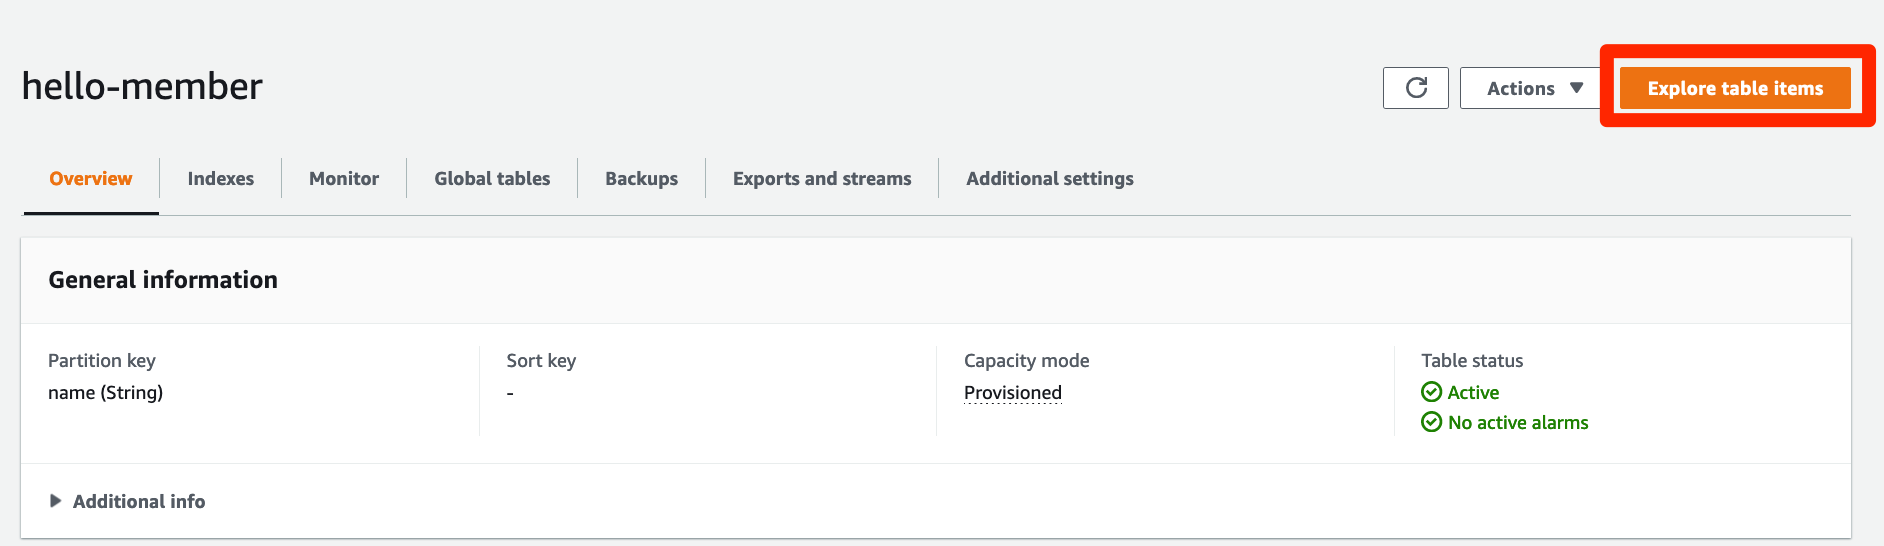 hello-member
Actions
Explore table items
Overview
Indexes
Monitor
Global tables
Backups
Exports and streams
Additional settings
General information
Partition key
name (String)
Sort key
-
Capacity mode
Provisioned
Table status
Active
No active alarms
Additional info